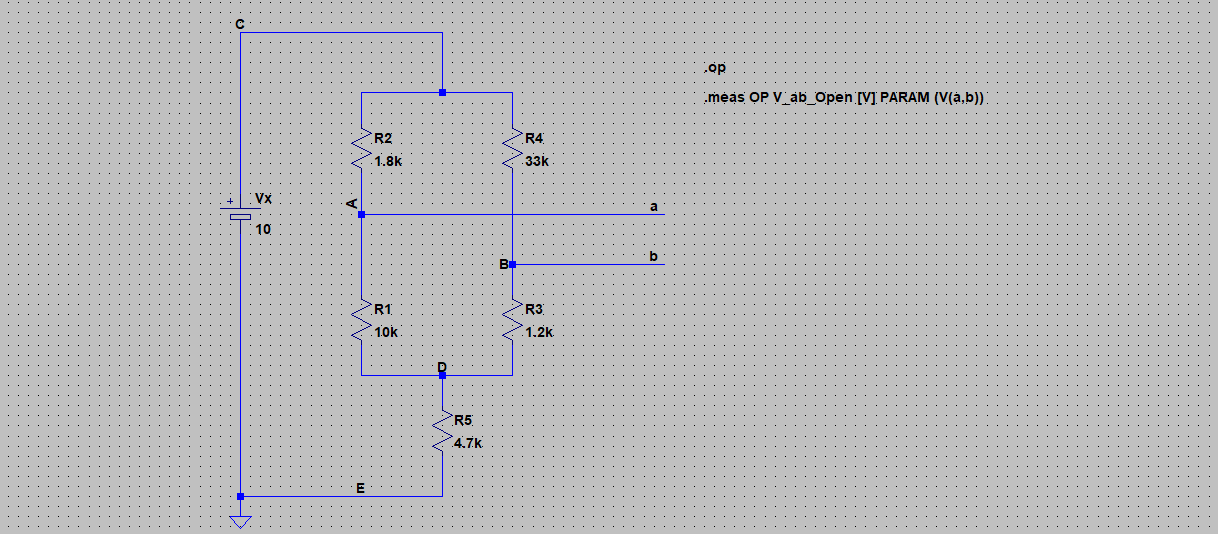 C
.op
.meas OP V_ab_Open [V] PARAM (V(a,b))
R2
1.8k
R4
33k
Vx
+
10
A
a
B
b
R1
10k
R3
1.2k
D
R5
4.7k
E